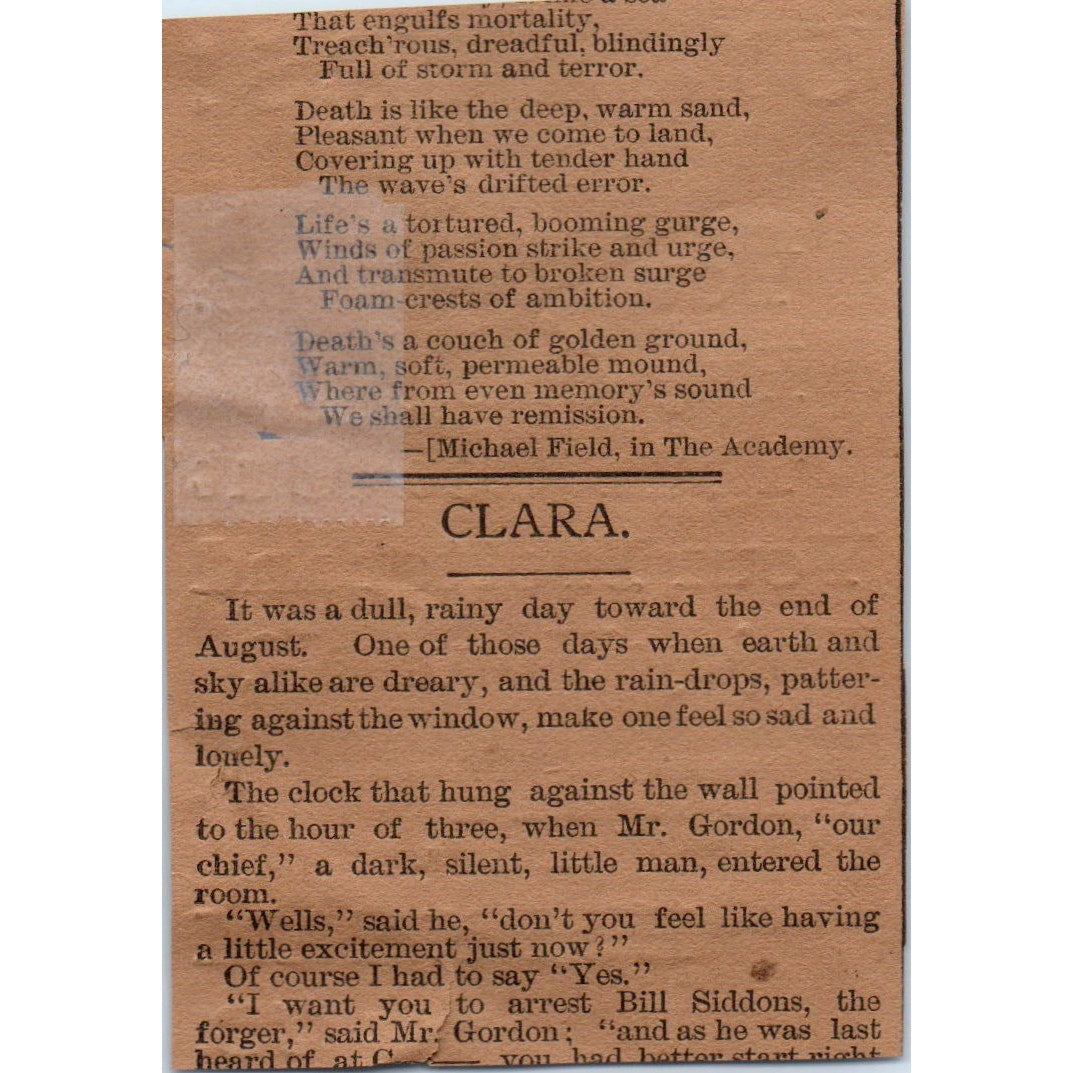 That engulfs mortality,
Treach'rous, dreadful, blindingly
Full of storm and terror.
Death is like the deep, warm sand,
Pleasant when we come to land,
Covering up with tender hand
The wave's drifted error.
Life's a tortured, booming gurge,
Winds of passion strike and urge,
And transmute to broken surge
Foam-crests of ambition.
Death's a couch of golden ground,
Warm, soft, permeable mound,
Where from even memory's sound
We shall have remission.
—[Michael Field, in The Academy.
CLARA.
It was a dull, rainy day toward the end of
August. One of those days when earth and
sky alike are dreary, and the rain-drops, patter-
ing against the window, make one feel so sad and
lonely.
The clock that hung against the wall pointed
to the hour of three, when Mr. Gordon, "our
chief," a dark, silent, little man, entered the
room.
"Wells," said he, "don't you feel like having
a little excitement just now?"
Of course I had to say "Yes."
"I want you to arrest Bill Siddons, the
forger," said Mr. Gordon; "and as he was last
heard of at C—— you had better start right